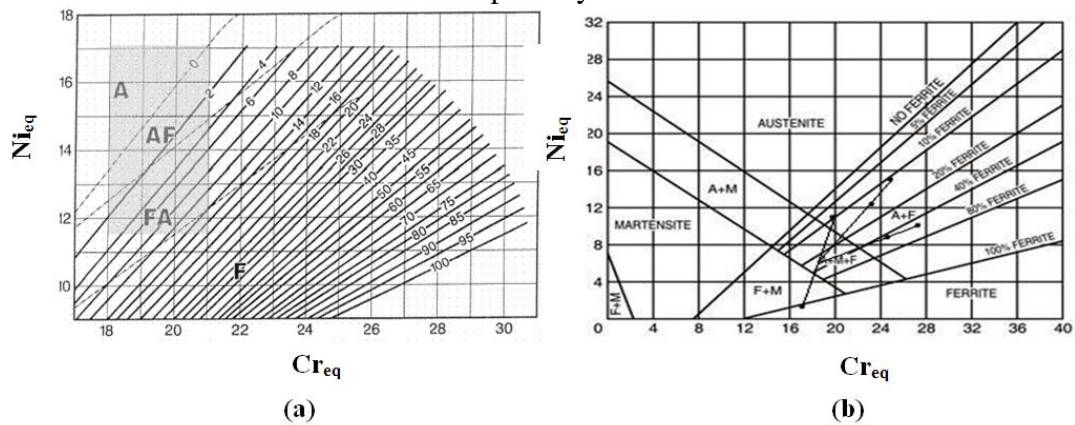 18
16
14
12
10
Ni_eq
A
AF
FA
F
0
2
4
6
8
10
12
14
16
18
20
22
24
26
28
30
35
40
45
50
55
60
65
70
75
80
85
90
95
100
18
20
22
24
26
28
30
Cr_eq
(a)
32
28
24
20
16
12
8
4
0
Ni_eq
AUSTENITE
NO FERRITE
5% FERRITE
10% FERRITE
20% FERRITE
40% FERRITE
80% FERRITE
100% FERRITE
A+M
MARTENSITE
A+F
F+M
F+M
FERRITE
4
8
12
16
20
24
28
32
36
40
Cr_eq
(b)